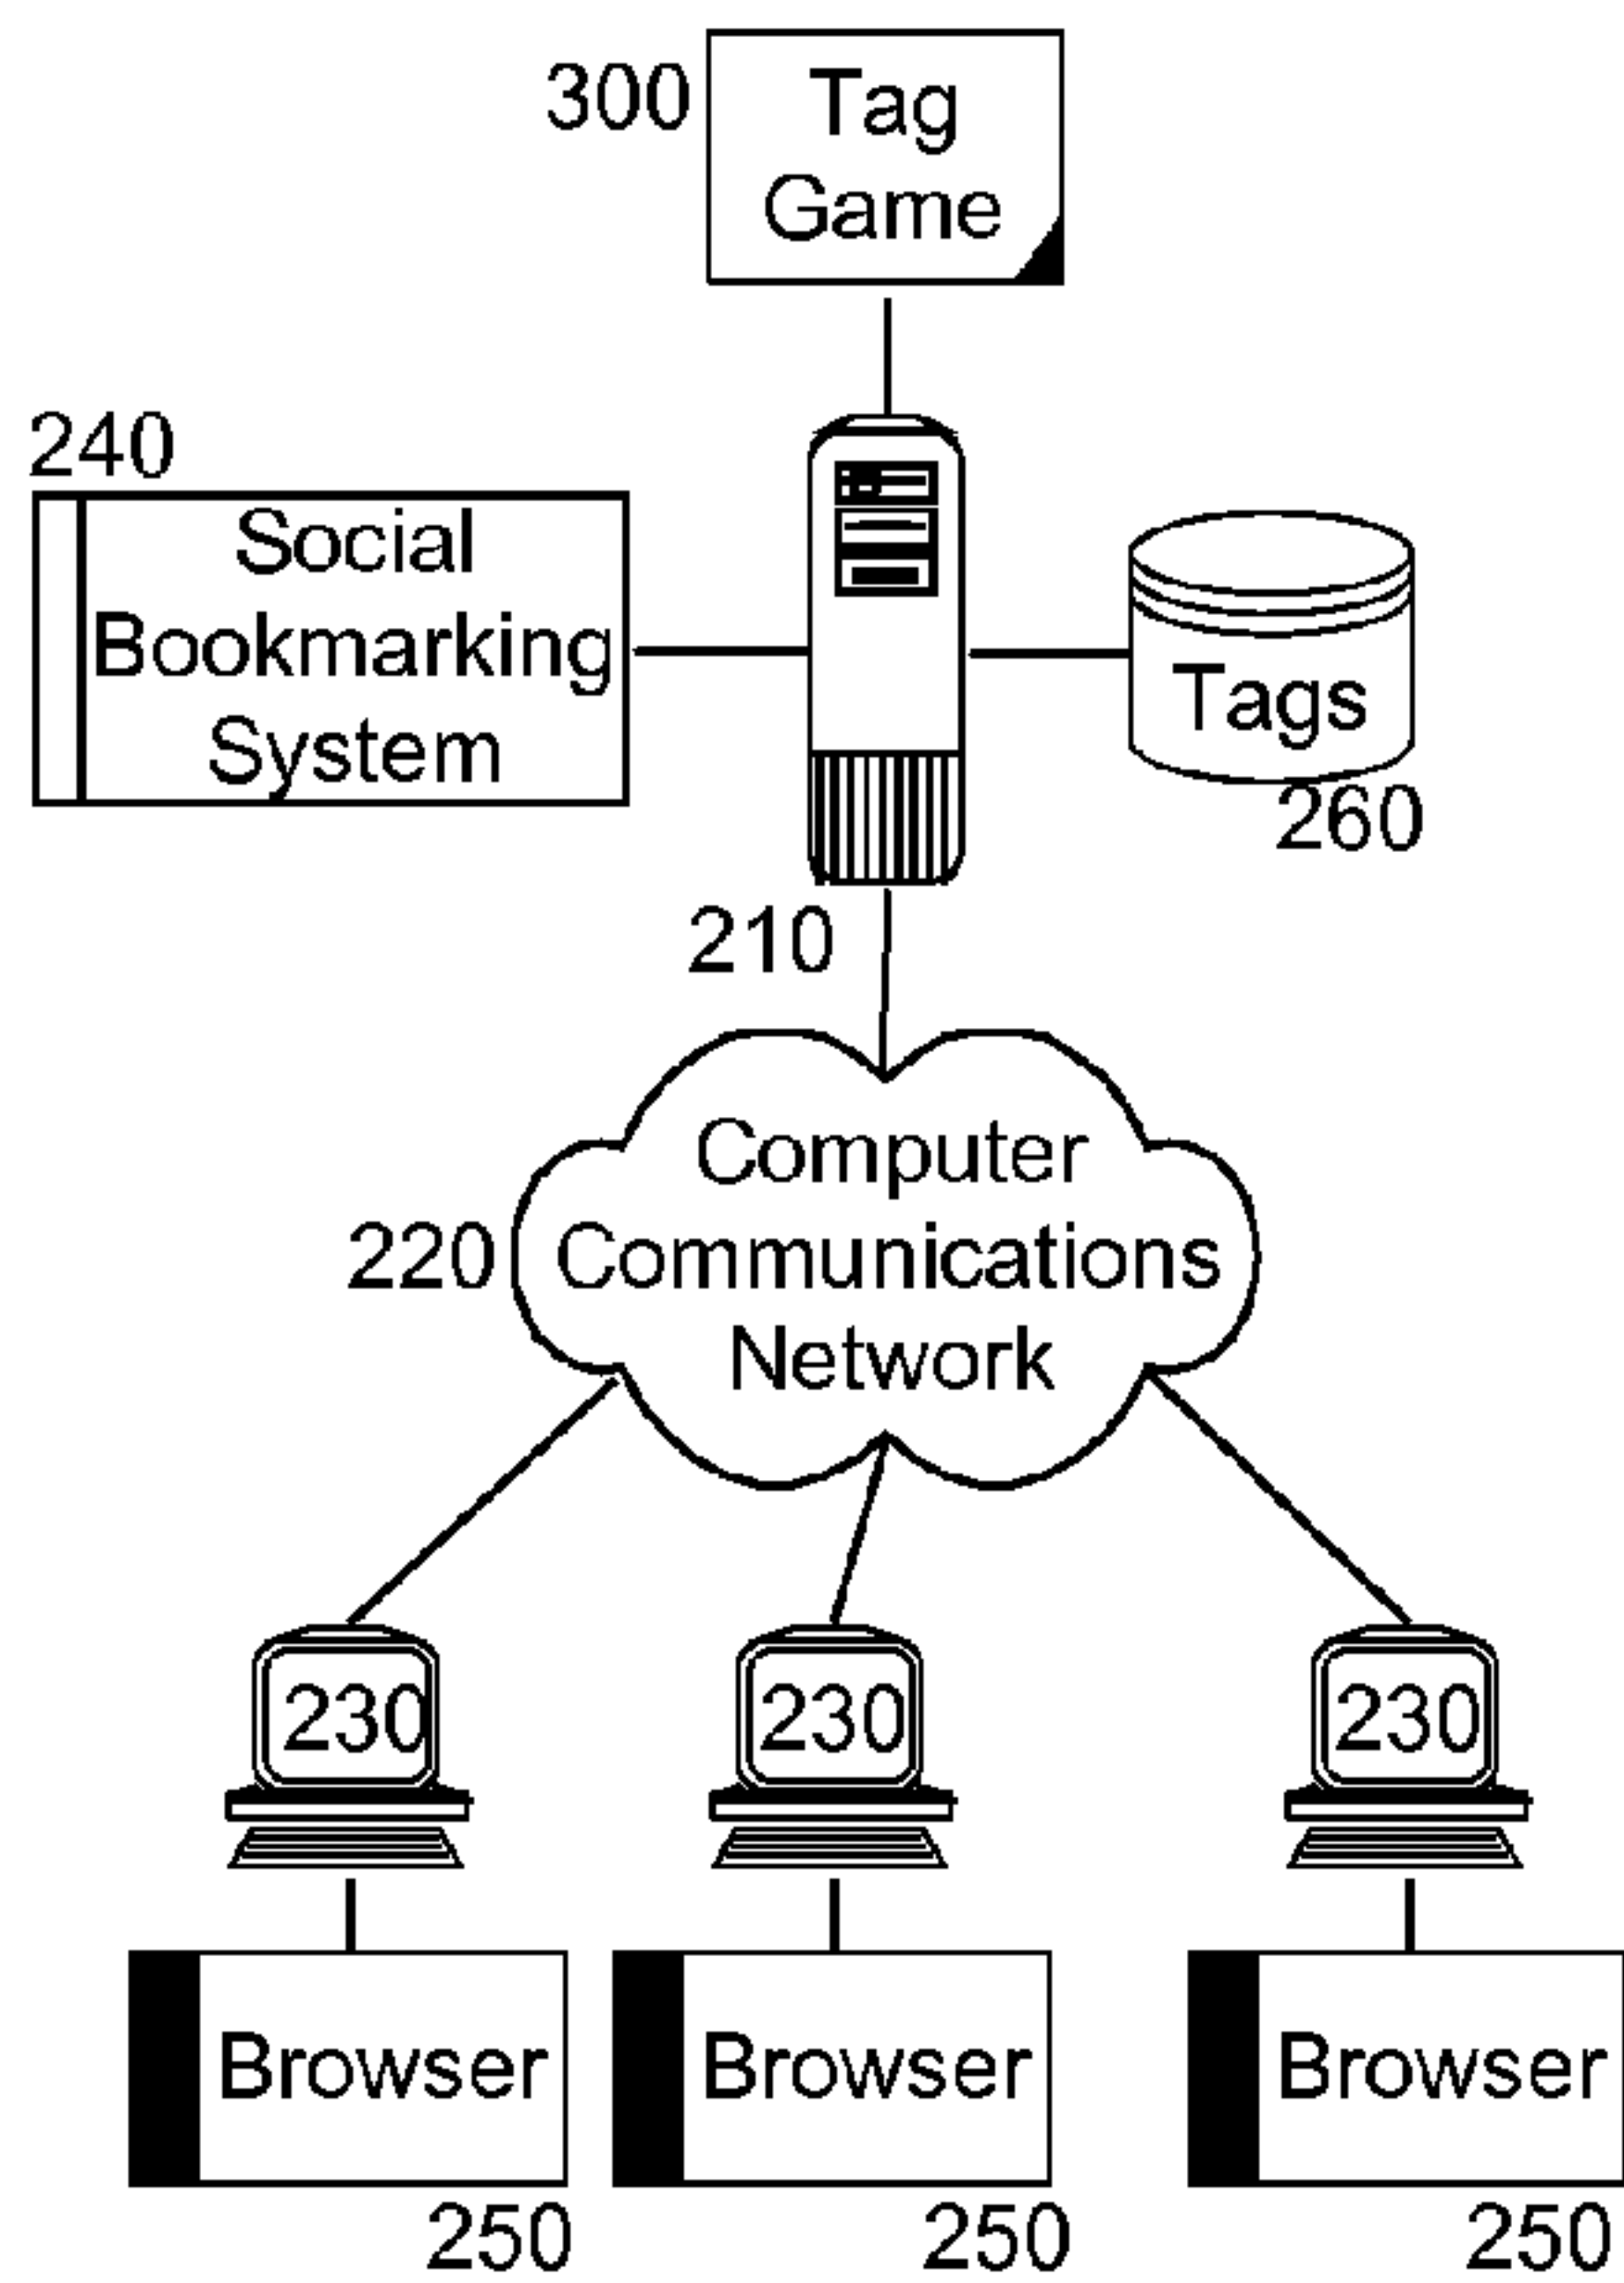 300
Tag
Game
240
Social
Bookmarking
System
Tags
260
210
Computer
220
Communications
Network
230
230
230
Browser
Browser
Browser
250
250
250